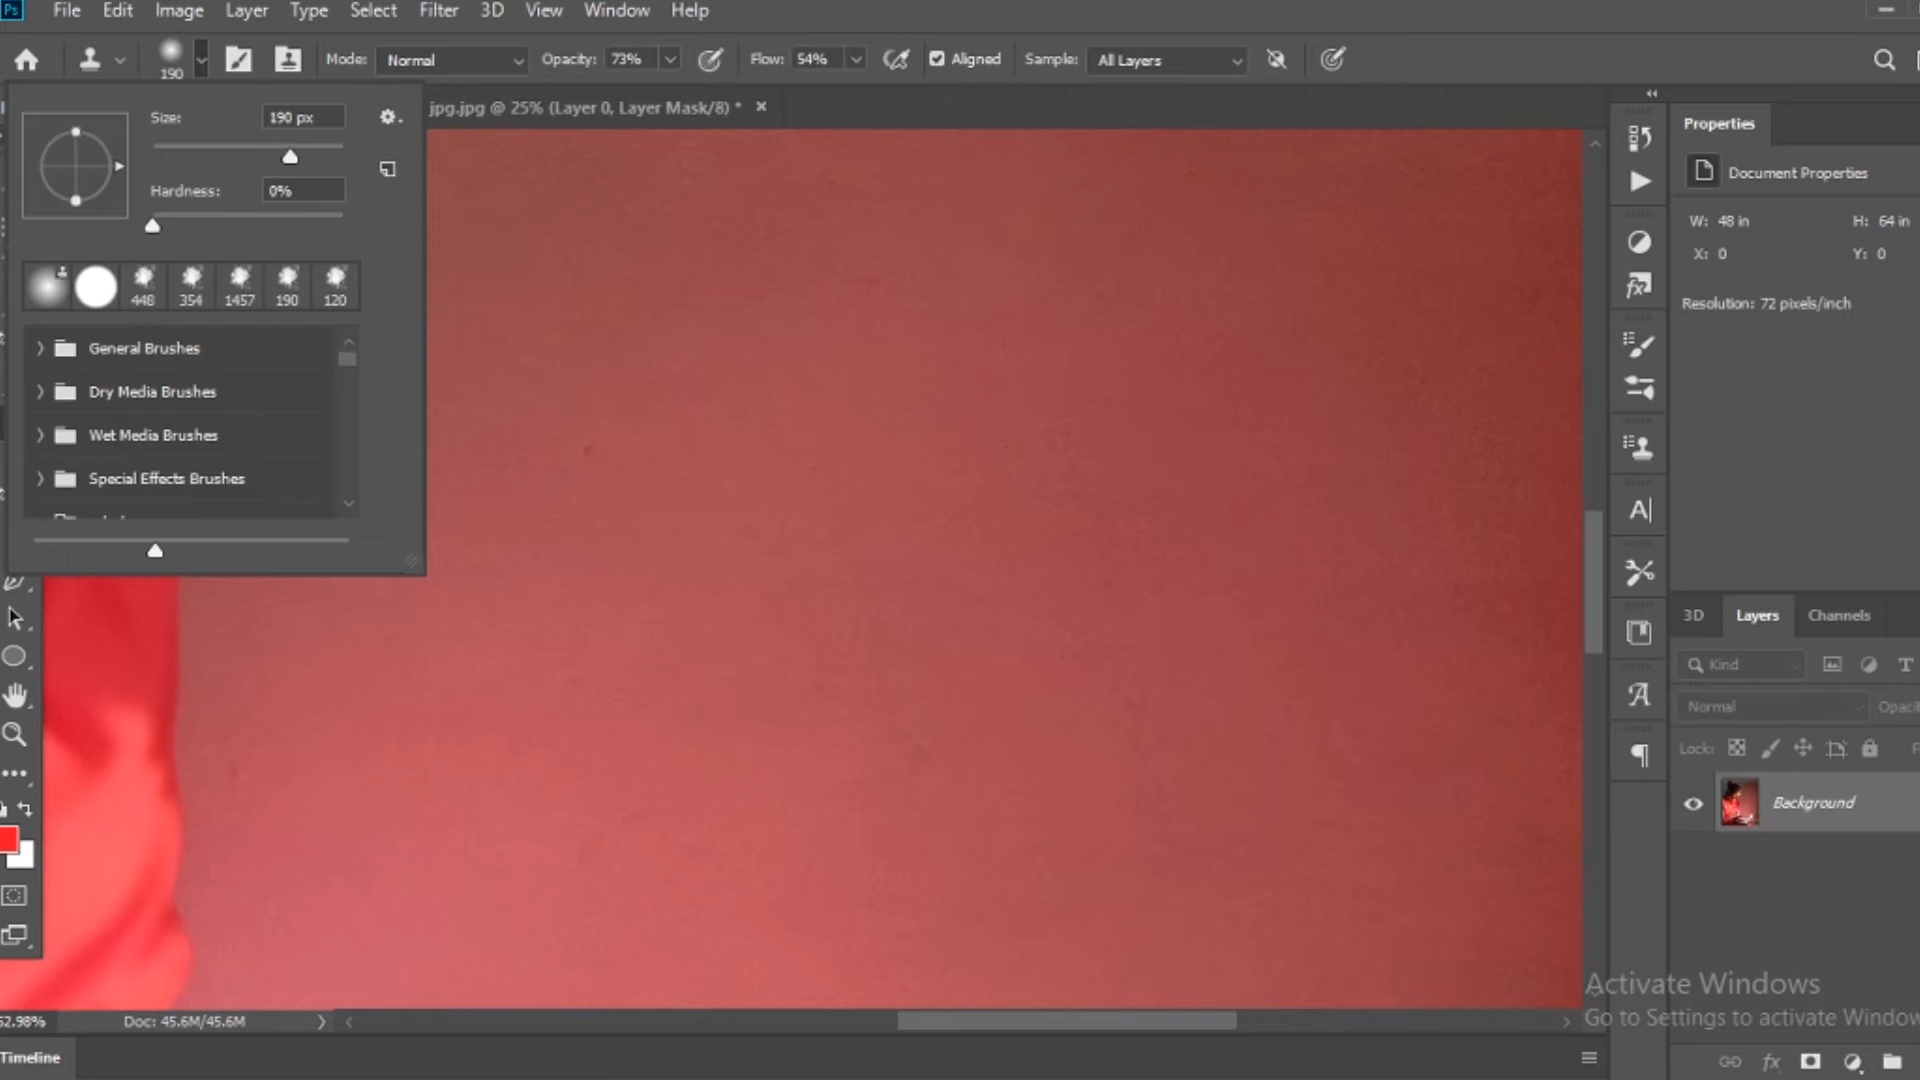 Ps File Edit Image Layer Type Select Filter 3D View Window Help
190 Mode: Normal Opacity: 73% Flow: 54% Aligned Sample: All Layers
jpg.jpg @ 25% (Layer 0, Layer Mask/8) *
Size: 190 px
Hardness: 0%
448 354 1457 190 120
General Brushes
Dry Media Brushes
Wet Media Brushes
Special Effects Brushes
Properties
Document Properties
W: 48 in H: 64 in
X: 0 Y: 0
Resolution: 72 pixels/inch
3D Layers Channels
Kind
Normal
Lock:
Background
Activate Windows
Go to Settings to activate
Doc: 45.6M/45.6M
Timeline